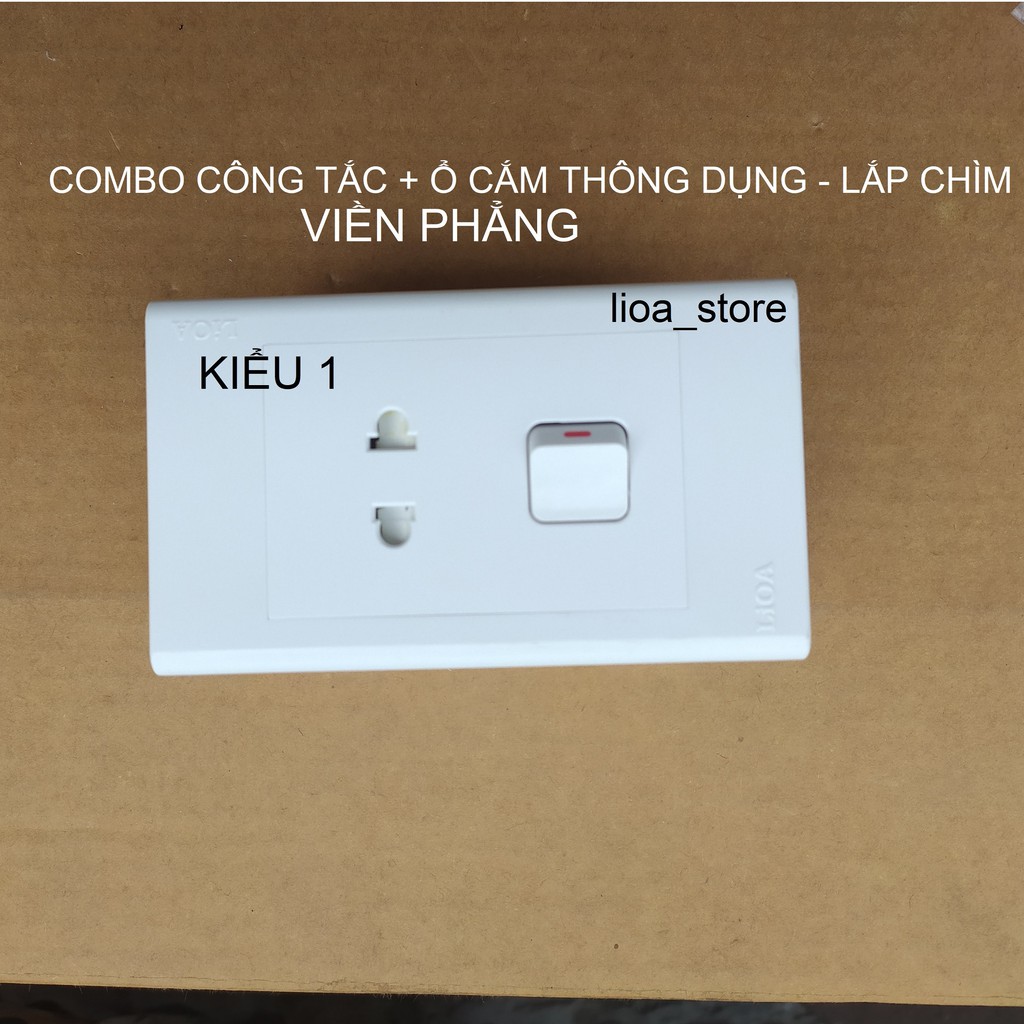 COMBO CÔNG TẮC + Ổ CẮM THÔNG DỤNG - LẮP CHÌM
VIỀN PHẲNG
lioa_store
LiOA
KIỂU 1
LiOA